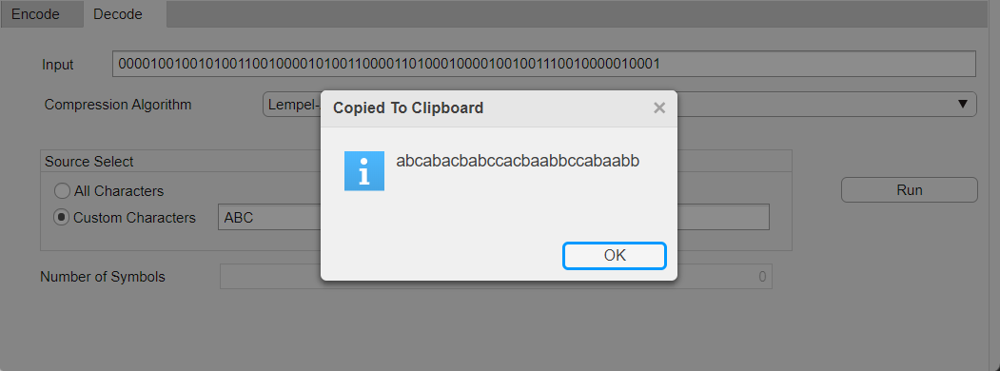 Encode Decode
Input 00001001001010011001000010100110000110100010000100100111001000010001
Compression Algorithm Lempel-
Copied To Clipboard
abcabacbabccacbaabbccabaabb
Source Select
All Characters
Custom Characters ABC
Run
OK
Number of Symbols 0